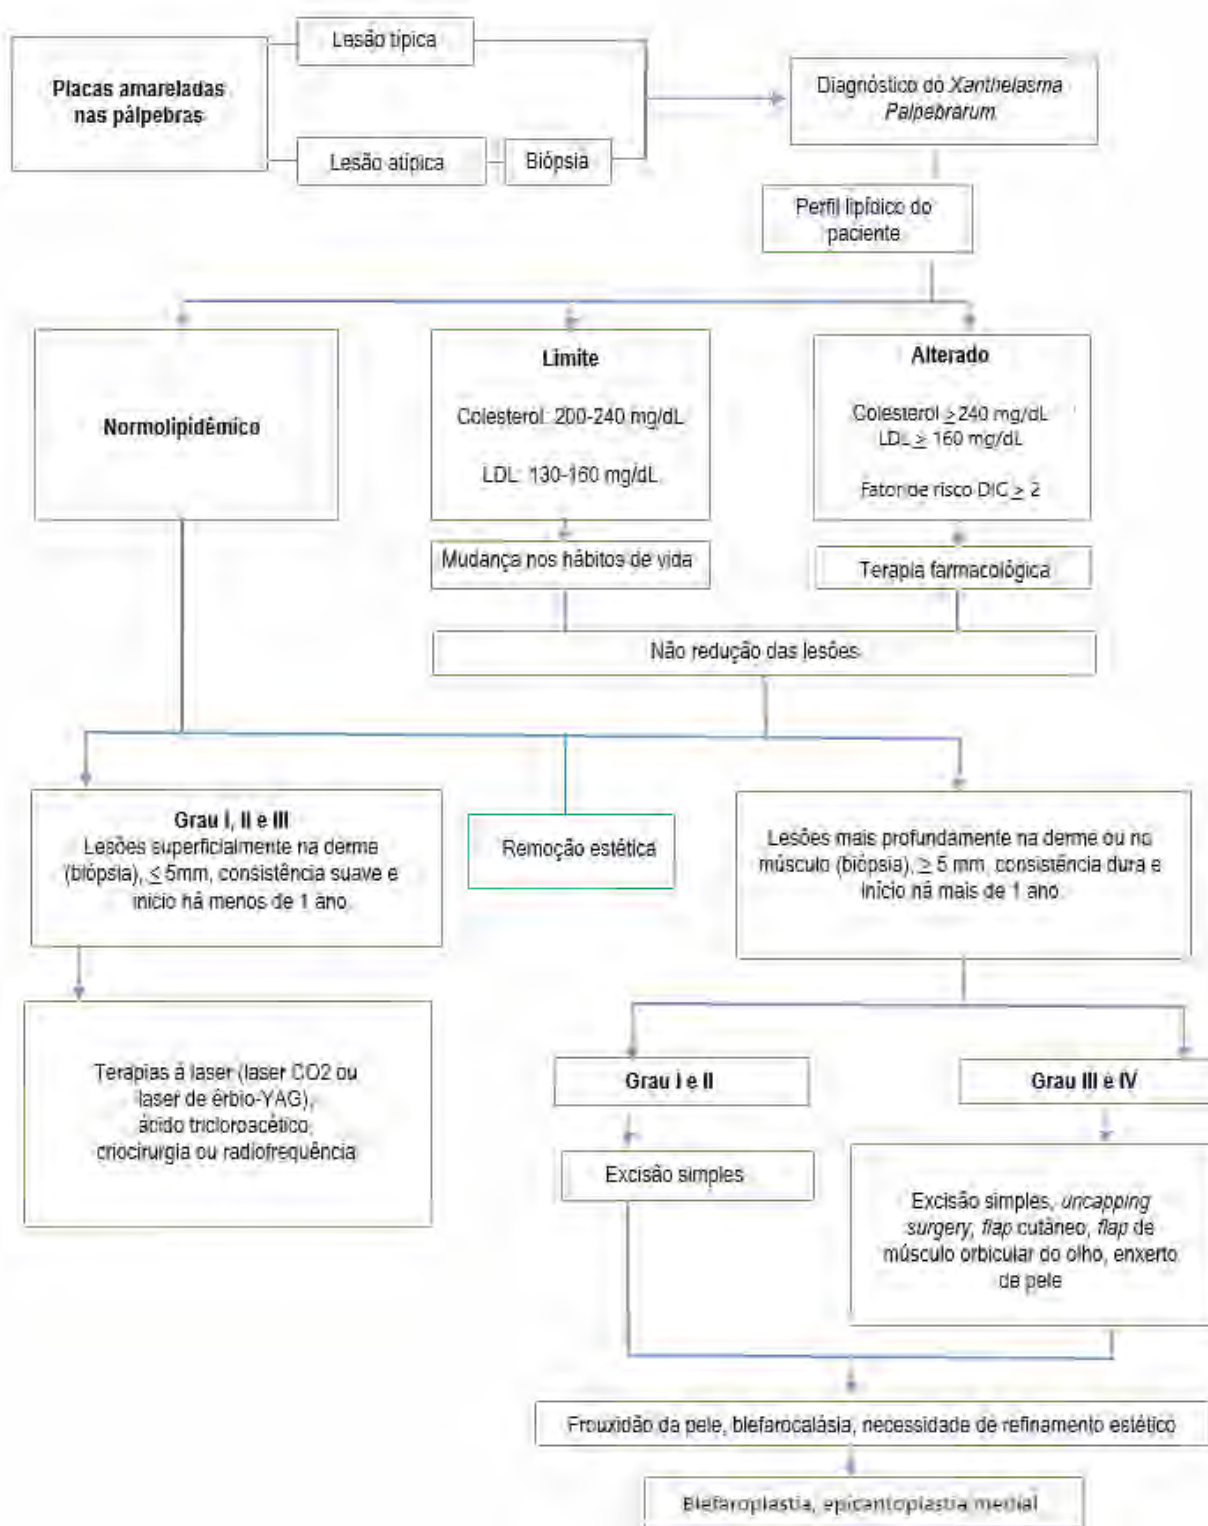 Lesão típica
Placas amareladas
nas pálpebras
Lesão atípica
Biópsia
Diagnóstico do Xanthelasma
Palpebrarum
Perfil lipídico do
paciente
Normolipidêmico
Limite
Colesterol: 200-240 mg/dL
LDL: 130-160 mg/dL
Alterado
Colesterol ≥240 mg/dL
LDL ≥ 160 mg/dL
Fator de risco DIC ≥ 2
Mudança nos hábitos de vida
Terapia farmacológica
Não redução das lesões
Grau I, II e III
Lesões superficialmente na derme
(biópsia), ≤ 5mm, consistência suave e
início há menos de 1 ano
Remoção estética
Lesões mais profundamente na derme ou no
músculo (biópsia), ≥ 5 mm, consistência dura e
início há mais de 1 ano
Terapias à laser (laser CO2 ou
laser de érbio-YAG),
ácido tricloroacético
criocirurgia ou radiofrequência
Grau I e II
Grau III e IV
Excisão simples
Excisão simples, uncapping
surgery, flap cutâneo, flap de
músculo orbicular do olho, enxerto
de pele
Frouxidão da pele, blefarocalásia, necessidade de refinamento estético
Blefaroplastia, epicantoplastia medial